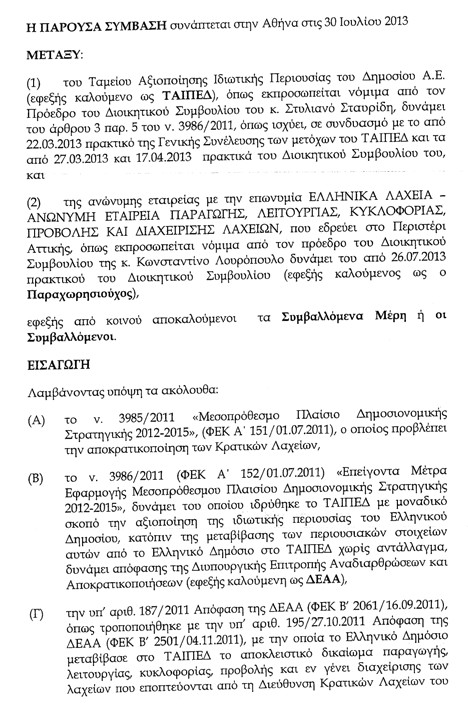 Η ΠΑΡΟΥΣΑ ΣΥΜΒΑΣΗ συνάπτεται στην Αθήνα στις 30 Ιουλίου 2013
ΜΕΤΑΞΥ:
(1) του Ταμείου Αξιοποίησης Ιδιωτικής Περιουσίας του Δημοσίου Α.Ε.
(εφεξής καλούμενο ως ΤΑΙΠΕΔ), όπως εκπροσωπείται νόμιμα από τον
Πρόεδρο του Διοικητικού Συμβουλίου του κ. Στυλιανό Σταυρίδη, δυνάμει
του άρθρου 3 παρ. 5 του ν. 3986/2011, όπως ισχύει, σε συνδυασμό με το από
22.03.2013 πρακτικό της Γενικής Συνέλευσης των μετόχων του ΤΑΙΠΕΔ και τα
από 27.03.2013 και 17.04.2013 πρακτικά του Διοικητικού Συμβουλίου του,
και
(2) της ανώνυμης εταιρείας με την επωνυμία ΕΛΛΗΝΙΚΑ ΛΑΧΕΙΑ –
ΑΝΩΝΥΜΗ ΕΤΑΙΡΕΙΑ ΠΑΡΑΓΩΓΗΣ, ΛΕΙΤΟΥΡΓΙΑΣ, ΚΥΚΛΟΦΟΡΙΑΣ,
ΠΡΟΒΟΛΗΣ ΚΑΙ ΔΙΑΧΕΙΡΙΣΗΣ ΛΑΧΕΙΩΝ, που εδρεύει στο Περιστέρι
Αττικής, όπως εκπροσωπείται νόμιμα από τον πρόεδρο του Διοικητικού
Συμβουλίου της κ. Κωνσταντίνο Λουρόπουλο δυνάμει του από 26.07.2013
πρακτικού του Διοικητικού Συμβουλίου (εφεξής καλούμενος ως ο
Παραχωρησιούχος),
εφεξής από κοινού αποκαλούμενοι τα Συμβαλλόμενα Μέρη ή οι
Συμβαλλόμενοι.
ΕΙΣΑΓΩΓΗ
Λαμβάνοντας υπόψη τα ακόλουθα:
(Α) το ν. 3985/2011 «Μεσοπρόθεσμο Πλαίσιο Δημοσιονομικής
Στρατηγικής 2012-2015», (ΦΕΚ Α΄ 151/01.07.2011), ο οποίος προβλέπει
την αποκρατικοποίηση των Κρατικών Λαχείων,
(Β) το ν. 3986/2011 (ΦΕΚ Α΄ 152/01.07.2011) «Επείγοντα Μέτρα
Εφαρμογής Μεσοπρόθεσμου Πλαισίου Δημοσιονομικής Στρατηγικής
2012-2015», δυνάμει του οποίου ιδρύθηκε το ΤΑΙΠΕΔ με μοναδικό
σκοπό την αξιοποίηση της ιδιωτικής περιουσίας του Ελληνικού
Δημοσίου, κατόπιν της μεταβίβασης των περιουσιακών στοιχείων
αυτών από το Ελληνικό Δημόσιο στο ΤΑΙΠΕΔ χωρίς αντάλλαγμα,
δυνάμει απόφασης της Διυπουργικής Επιτροπής Αναδιαρθρώσεων και
Αποκρατικοποιήσεων (εφεξής καλούμενη ως ΔΕΑΑ),
(Γ) την υπ' αριθ. 187/2011 Απόφαση της ΔΕΑΑ (ΦΕΚ Β' 2061/16.09.2011),
όπως τροποποιήθηκε με την υπ' αριθ. 195/27.10.2011 Απόφαση της
ΔΕΑΑ (ΦΕΚ Β' 2501/04.11.2011), με την οποία το Ελληνικό Δημόσιο
μεταβίβασε στο ΤΑΙΠΕΔ το αποκλειστικό δικαίωμα παραγωγής,
λειτουργίας, κυκλοφορίας, προβολής και εν γένει διαχείρισης των
λαχείων που εποπτεύονται από τη Διεύθυνση Κρατικών Λαχείων του